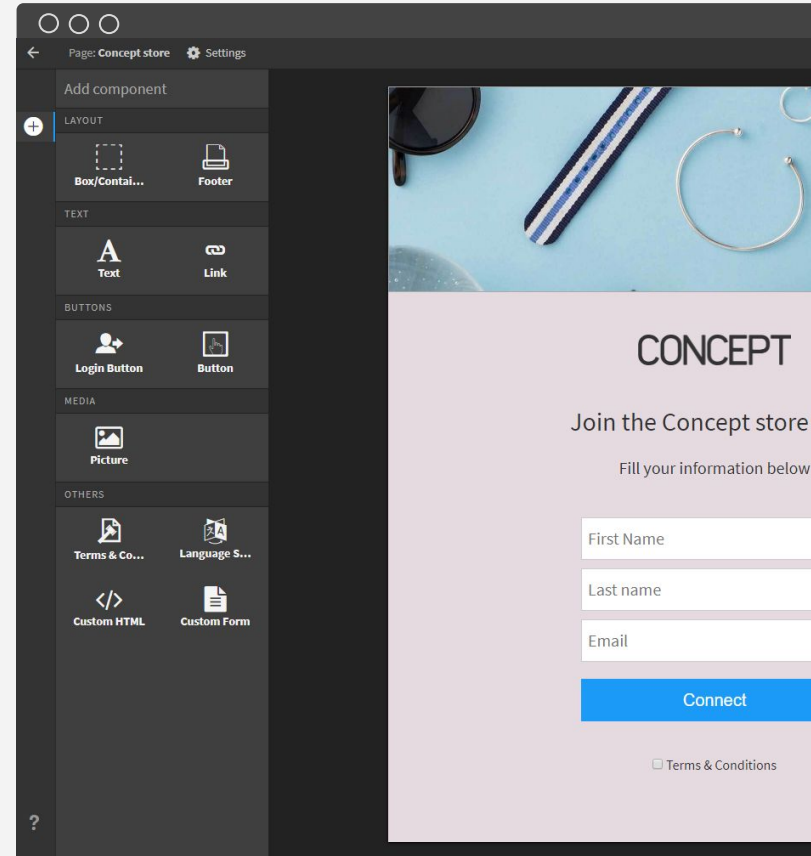 Page: Concept store Settings
Add component
LAYOUT
Box/Contai... Footer
TEXT
A
Text Link
BUTTONS
Login Button Button
MEDIA
Picture
OTHERS
Terms & Co... Language S...
</>
Custom HTML Custom Form
?
CONCEPT
Join the Concept store
Fill your information below
First Name
Last name
Email
Connect
Terms & Conditions